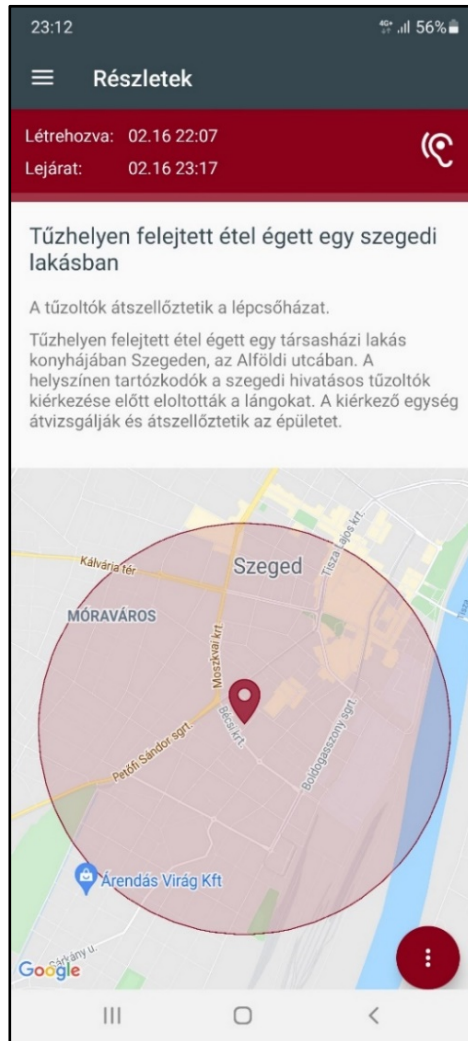 23:12
4G+ 56%
Részletek
Létrehozva: 02.16 22:07
Lejárat: 02.16 23:17
Tűzhelyen felejtett étel égett egy szegedi
lakásban
A tűzoltók átszellőztetik a lépcsőházat.
Tűzhelyen felejtett étel égett egy társasházi lakás
konyhájában Szegeden, az Alföldi utcában. A
helyszínen tartózkodók a szegedi hivatásos tűzoltók
kiérkezése előtt eloltották a lángokat. A kiérkező egység
átvizsgálják és átszellőztetik az épületet.
Tisza Lajos krt.
Kálvária tér
Szeged
Tisza
MÓRAVÁROS
Moszkvai krt.
Bécsi krt.
Boldogasszony sgrt.
Petőfi Sándor sgrt.
Árendás Virág Kft
Sárkány u.
Google